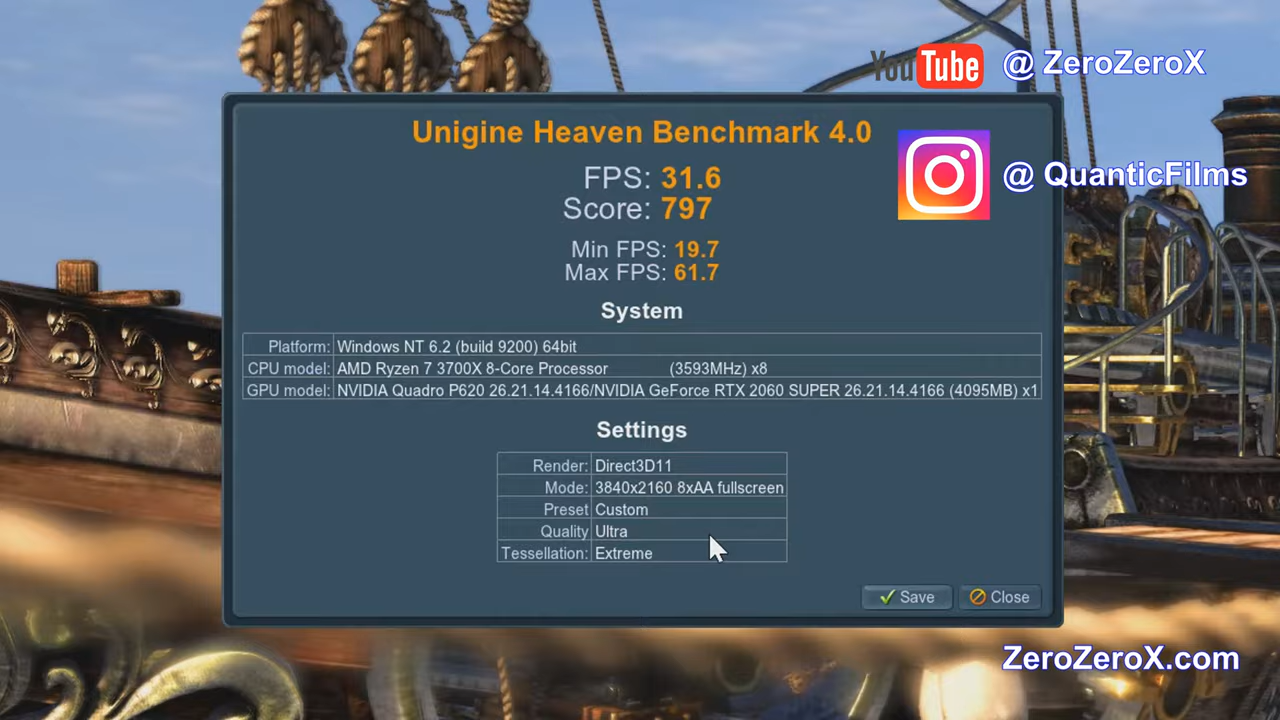 YouTube @ ZeroZeroX
Unigine Heaven Benchmark 4.0
@ QuanticFilms
FPS: 31.6
Score: 797
Min FPS: 19.7
Max FPS: 61.7
System
Platform: Windows NT 6.2 (build 9200) 64bit
CPU model: AMD Ryzen 7 3700X 8-Core Processor (3593MHz) x8
GPU model: NVIDIA Quadro P620 26.21.14.4166/NVIDIA GeForce RTX 2060 SUPER 26.21.14.4166 (4095MB) x1
Settings
Render: Direct3D11
Mode: 3840x2160 8xAA fullscreen
Preset Custom
Quality Ultra
Tessellation: Extreme
Save Close
ZeroZeroX.com